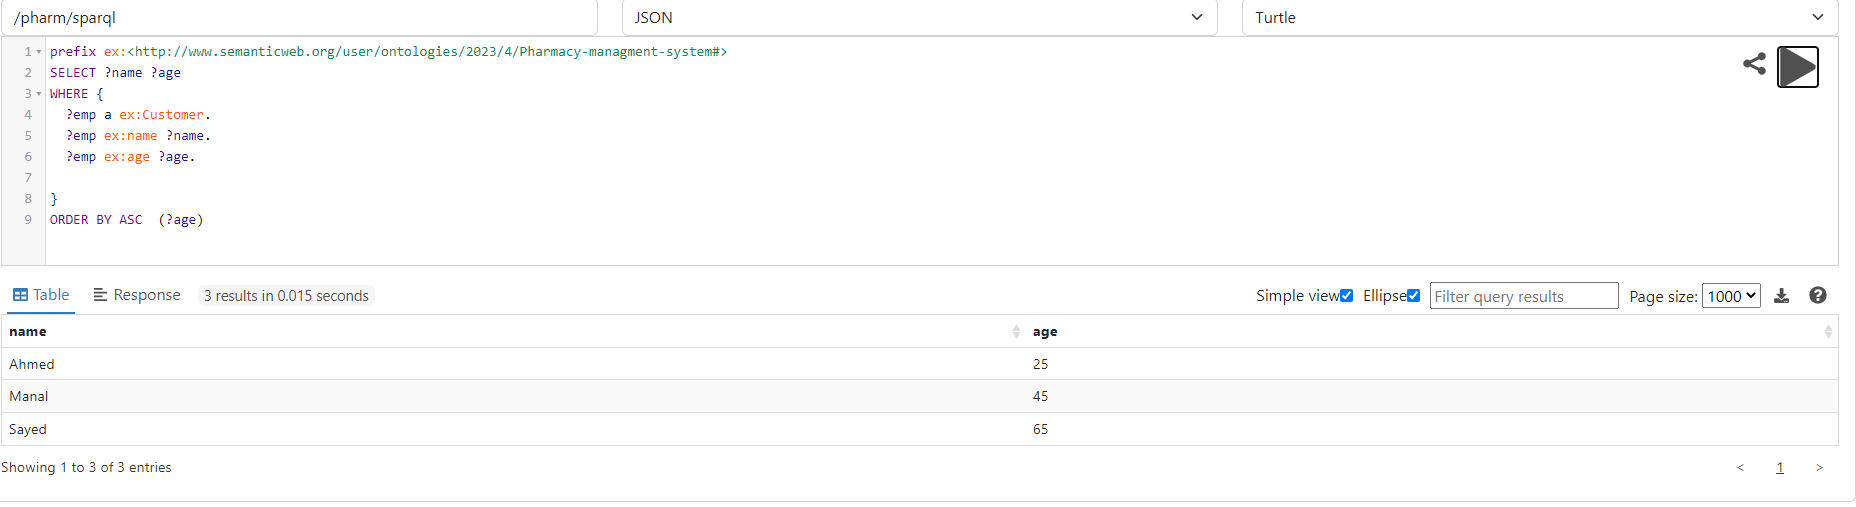 /pharm/sparql JSON Turtle
1 prefix ex:<http://www.semanticweb.org/user/ontologies/2023/4/Pharmacy-managment-system#>
2 SELECT ?name ?age
3 WHERE {
4 ?emp a ex:Customer.
5 ?emp ex:name ?name.
6 ?emp ex:age ?age.
7
8 }
9 ORDER BY ASC  (?age)
Table Response 3 results in 0.015 seconds Simple view Ellipse Filter query results Page size: 1000
name age
Ahmed 25
Manal 45
Sayed 65
Showing 1 to 3 of 3 entries < 1 >